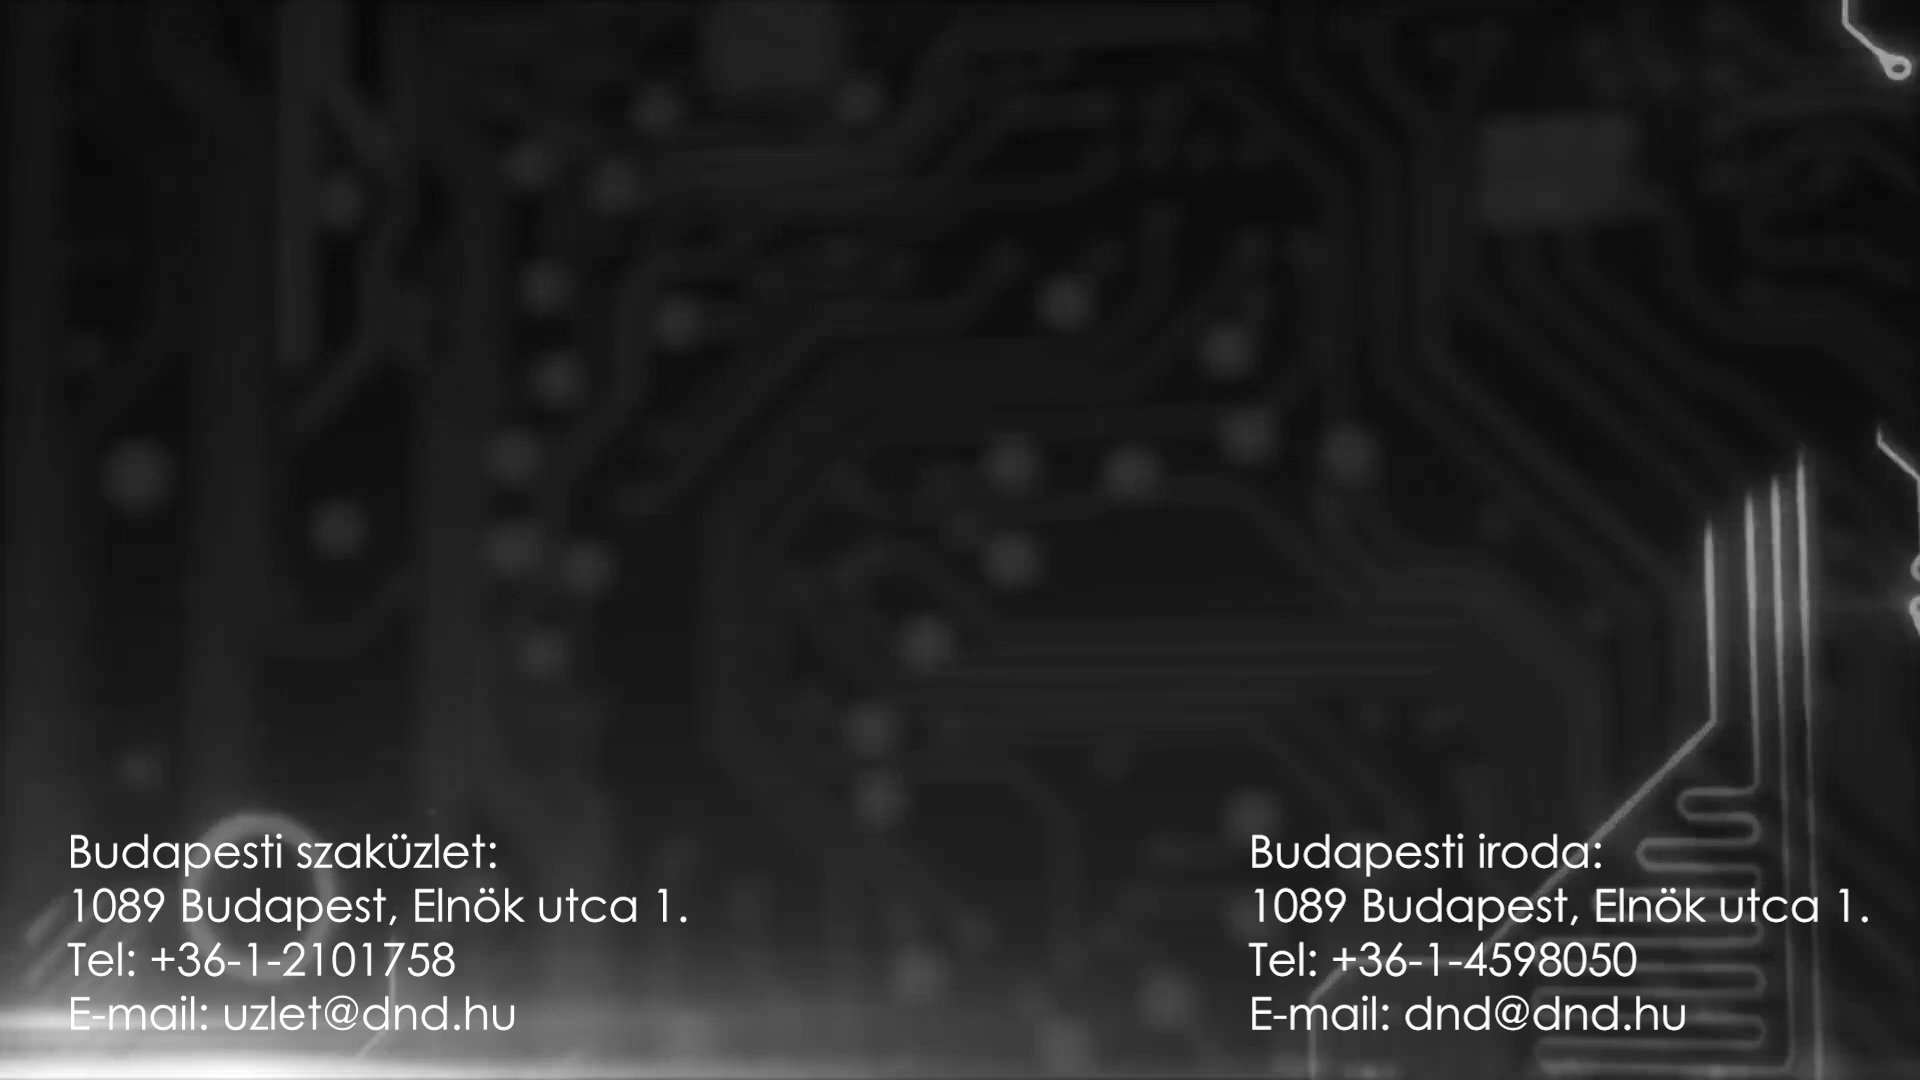 Budapesti szaküzlet:
1089 Budapest, Elnök utca 1.
Tel: +36-1-2101758
E-mail: uzlet@dnd.hu
Budapesti iroda:
1089 Budapest, Elnök utca 1.
Tel: +36-1-4598050
E-mail: dnd@dnd.hu